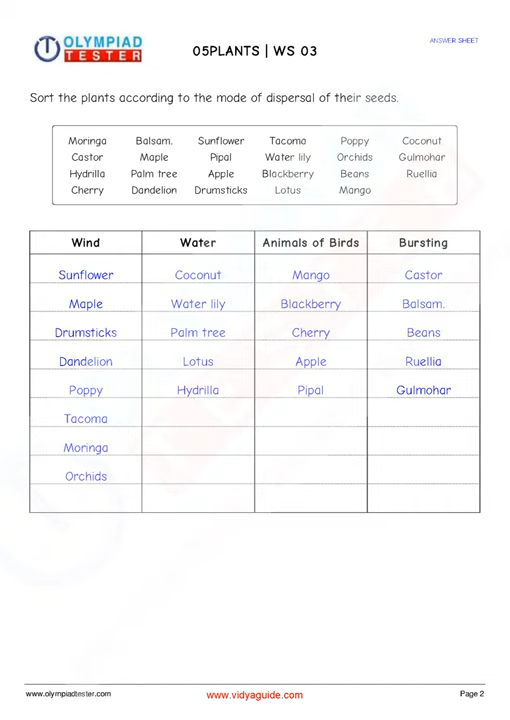 OLYMPIAD
TESTER
05PLANTS | WS 03
ANSWER SHEET
Sort the plants according to the mode of dispersal of their seeds.
Moringa Balsam. Sunflower Tacoma Poppy Coconut
Castor Maple Pipal Water lily Orchids Gulmohar
Hydrilla Palm tree Apple Blackberry Beans Ruellia
Cherry Dandelion Drumsticks Lotus Mango
Wind Water Animals of Birds Bursting
Sunflower Coconut Mango Castor
Maple Water lily Blackberry Balsam.
Drumsticks Palm tree Cherry Beans
Dandelion Lotus Apple Ruellia
Poppy Hydrilla Pipal Gulmohar
Tacoma
Moringa
Orchids
www.olympiadtester.com www.vidyaguide.com Page 2